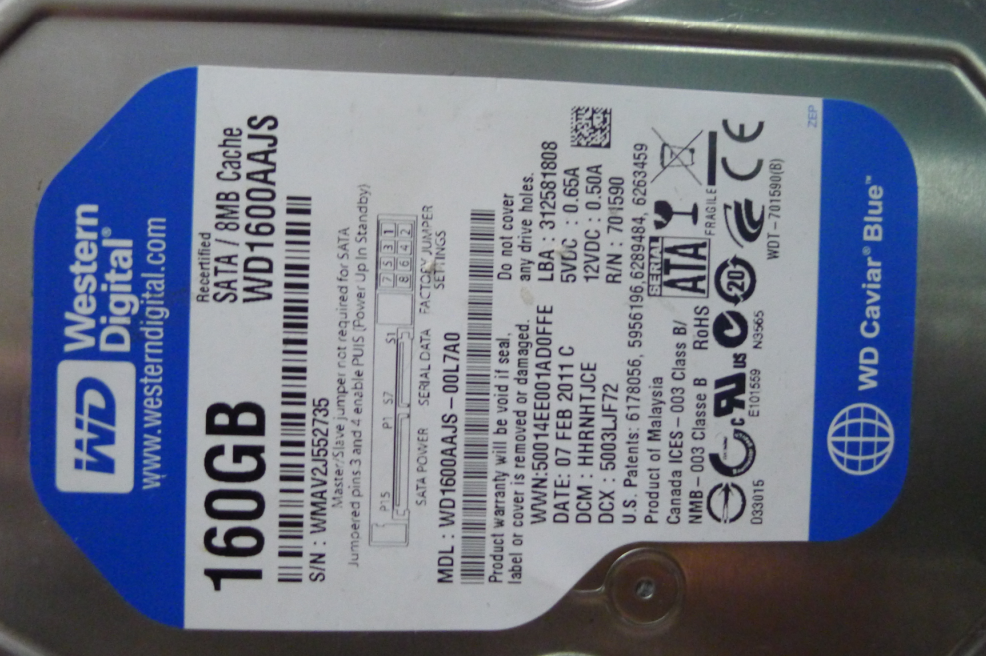 WD Western
Digital®
www.westerndigital.com
160GB
Recertified
SATA / 8MB Cache
WD1600AAJS
S/N : WMAV2J552735
Master/Slave jumper not required for SATA
Jumpered pins 3 and 4 enable PUIS (Power Up In Standby)
P15 P1 S7 S1
7 5 3 1
8 6 4 2
SATA POWER SERIAL DATA FACTORY JUMPER
SETTINGS
MDL : WD1600AAJS-00L7A0
Product warranty will be void if seal,
label or cover is removed or damaged.
Do not cover
any drive holes.
WWN:50014EE001AD0FFE LBA : 312581808
DATE: 07 FEB 2011 C 5VDC : 0.65A
DCM : HHRNHTJCE 12VDC : 0.50A
DCX : 5003LJF72 R/N : 701590
U.S. Patents: 6178056, 5956196, 6289484, 6263459
Product of Malaysia
Canada ICES-003 Class B/
NMB-003 Classe B RoHS
SERIAL
ATA
FRAGILE
C US 20 CE
D33015 E101559 N3565 WDT-701590(B)
ZEP
WD Caviar Blue™